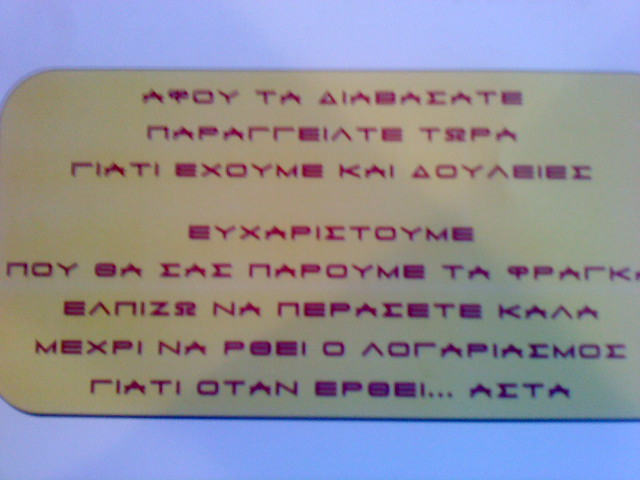 ΑΦΟΥ ΤΑ ΔΙΑΒΑΣΑΤΕ
ΠΑΡΑΓΓΕΙΛΤΕ ΤΩΡΑ
ΓΙΑΤΙ ΕΧΟΥΜΕ ΚΑΙ ΔΟΥΛΕΙΕΣ
ΕΥΧΑΡΙΣΤΟΥΜΕ
ΠΟΥ ΘΑ ΣΑΣ ΠΑΡΟΥΜΕ ΤΑ ΦΡΑΓΚΑ
ΕΛΠΙΖΩ ΝΑ ΠΕΡΑΣΕΤΕ ΚΑΛΑ
ΜΕΧΡΙ ΝΑ ΡΘΕΙ Ο ΛΟΓΑΡΙΑΣΜΟΣ
ΓΙΑΤΙ ΟΤΑΝ ΕΡΘΕΙ... ΑΣΤΑ